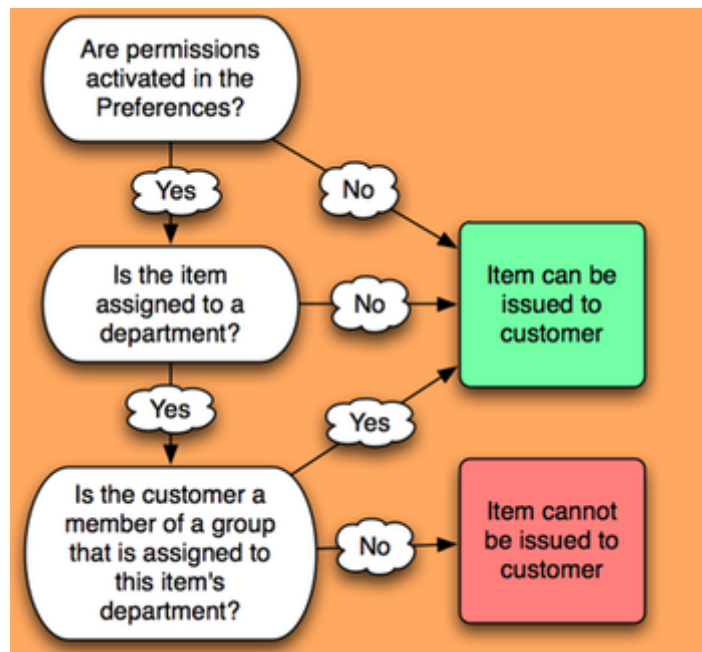 Are permissions
activated in the
Preferences?
Yes
No
Is the item
assigned to a
department?
No
Item can be
issued to
customer
Yes
Yes
Is the customer a
member of a group
that is assigned to
this item's
department?
No
Item cannot
be issued to
customer